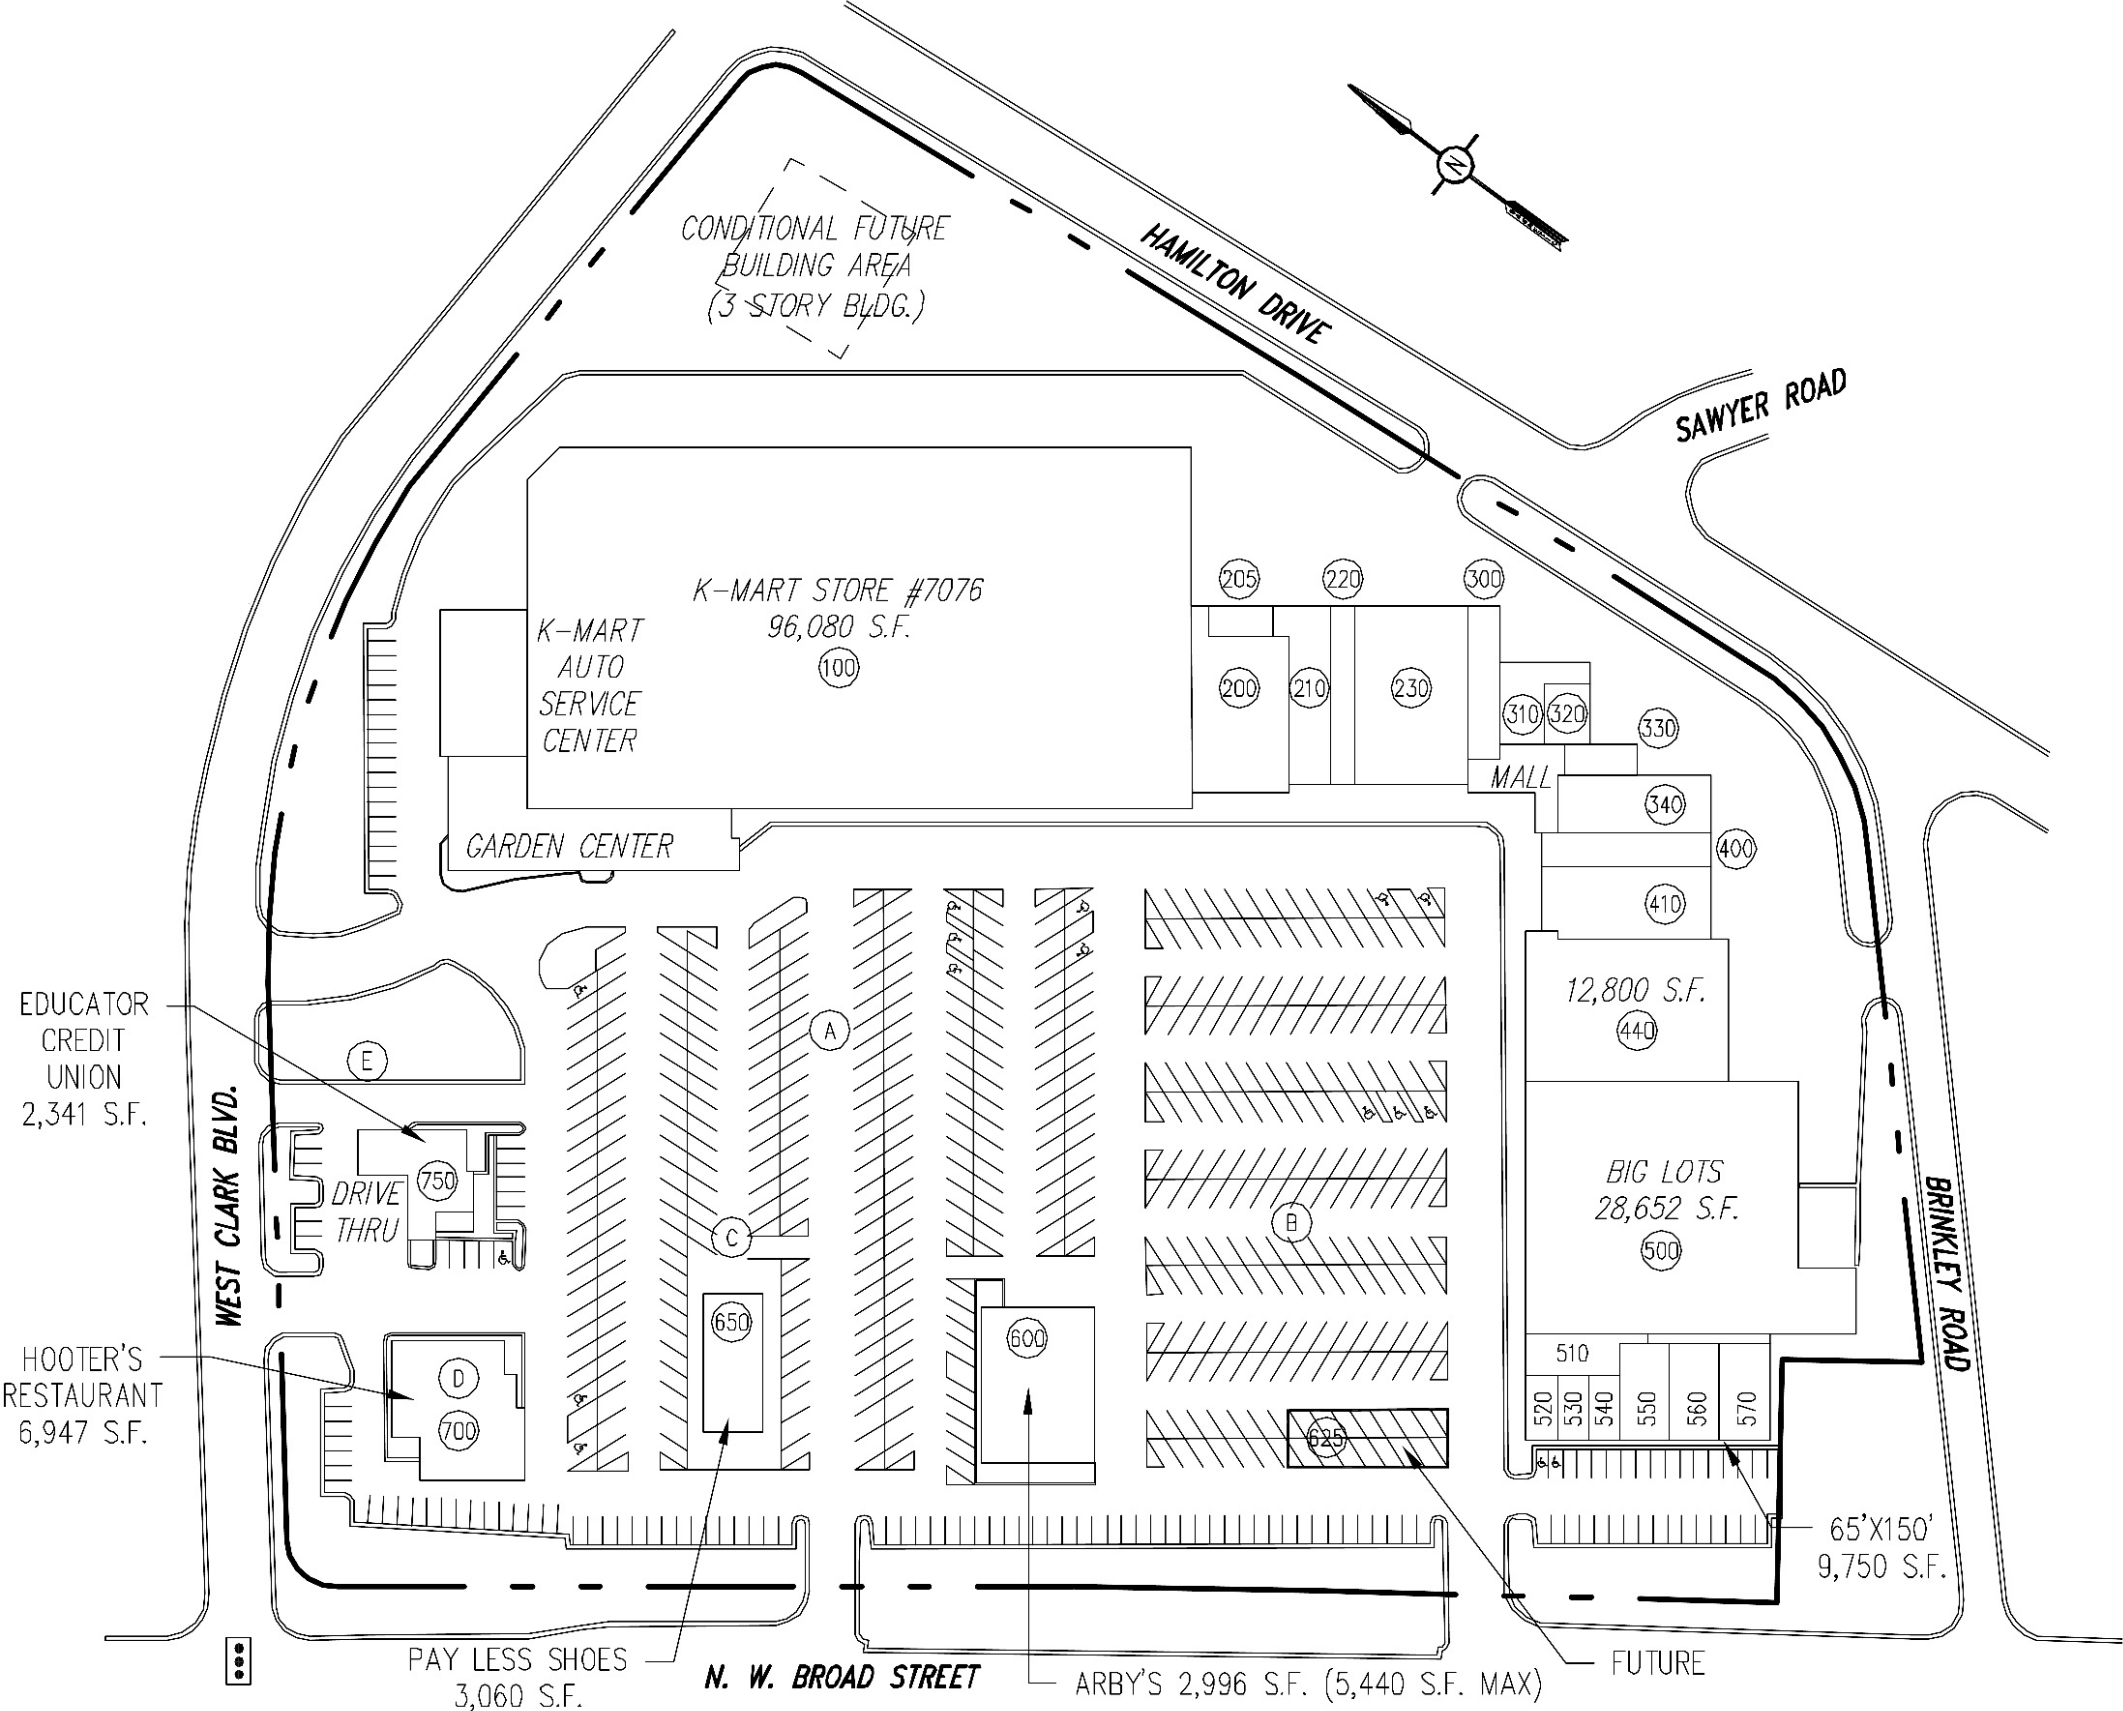 CONDITIONAL FUTURE
BUILDING AREA
(3 STORY BLDG.)
N
HAMILTON DRIVE
SAWYER ROAD
K-MART STORE #7076
96,080 S.F.
100
K-MART
AUTO
SERVICE
CENTER
GARDEN CENTER
205
220
300
200
210
230
310
320
330
MALL
340
400
410
12,800 S.F.
440
BIG LOTS
28,652 S.F.
500
510
520
530
540
550
560
570
BRINKLEY ROAD
65'X150'
9,750 S.F.
A
B
C
D
E
EDUCATOR
CREDIT
UNION
2,341 S.F.
750
DRIVE
THRU
WEST CLARK BLVD.
HOOTER'S
RESTAURANT
6,947 S.F.
700
650
600
625
PAY LESS SHOES
3,060 S.F.
N. W. BROAD STREET
ARBY'S 2,996 S.F. (5,440 S.F. MAX)
FUTURE